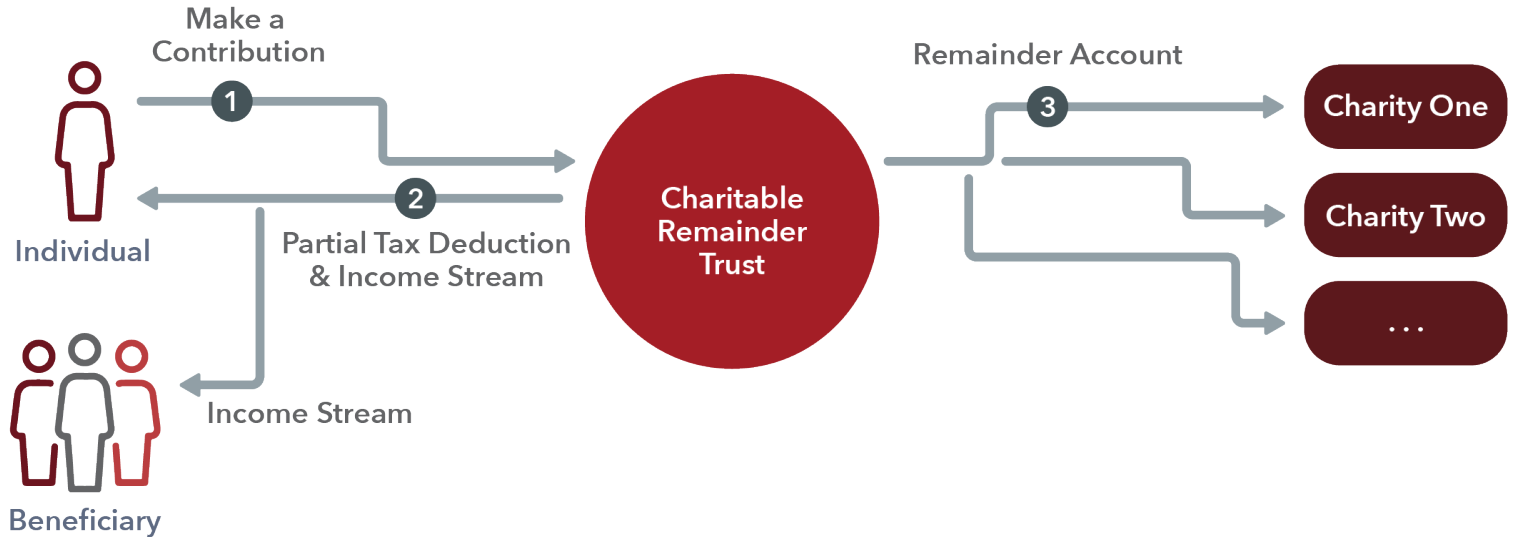 Make a
Contribution
1
Individual
2
Partial Tax Deduction
& Income Stream
Income Stream
Beneficiary
Charitable
Remainder
Trust
Remainder Account
3
Charity One
Charity Two
...